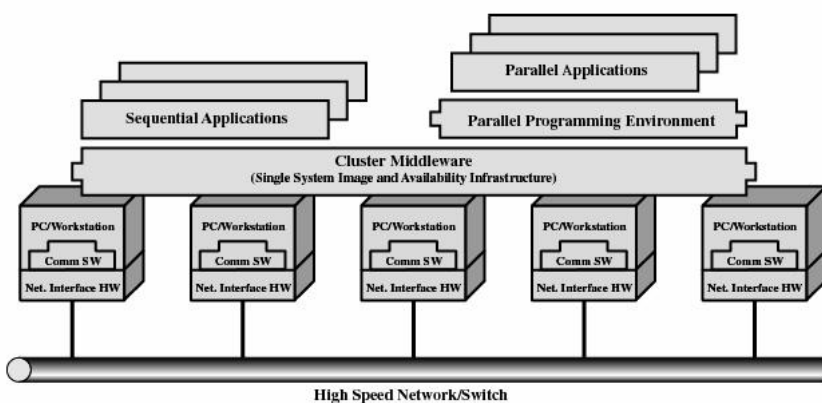 Parallel Applications
Sequential Applications
Parallel Programming Environment
Cluster Middleware
(Single System Image and Availability Infrastructure)
PC/Workstation
Comm SW
Net. Interface HW
PC/Workstation
Comm SW
Net. Interface HW
PC/Workstation
Comm SW
Net. Interface HW
PC/Workstation
Comm SW
Net. Interface HW
PC/Workstation
Comm SW
Net. Interface HW
High Speed Network/Switch